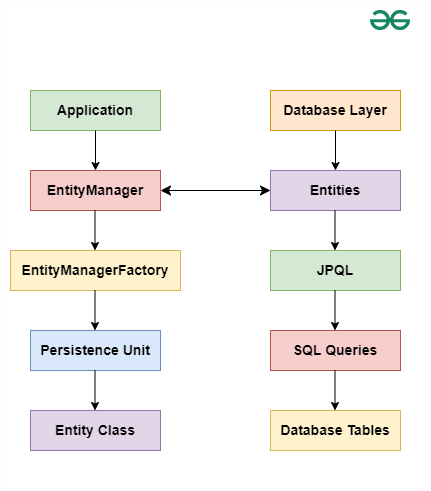 Application
Database Layer
EntityManager
Entities
EntityManagerFactory
JPQL
Persistence Unit
SQL Queries
Entity Class
Database Tables